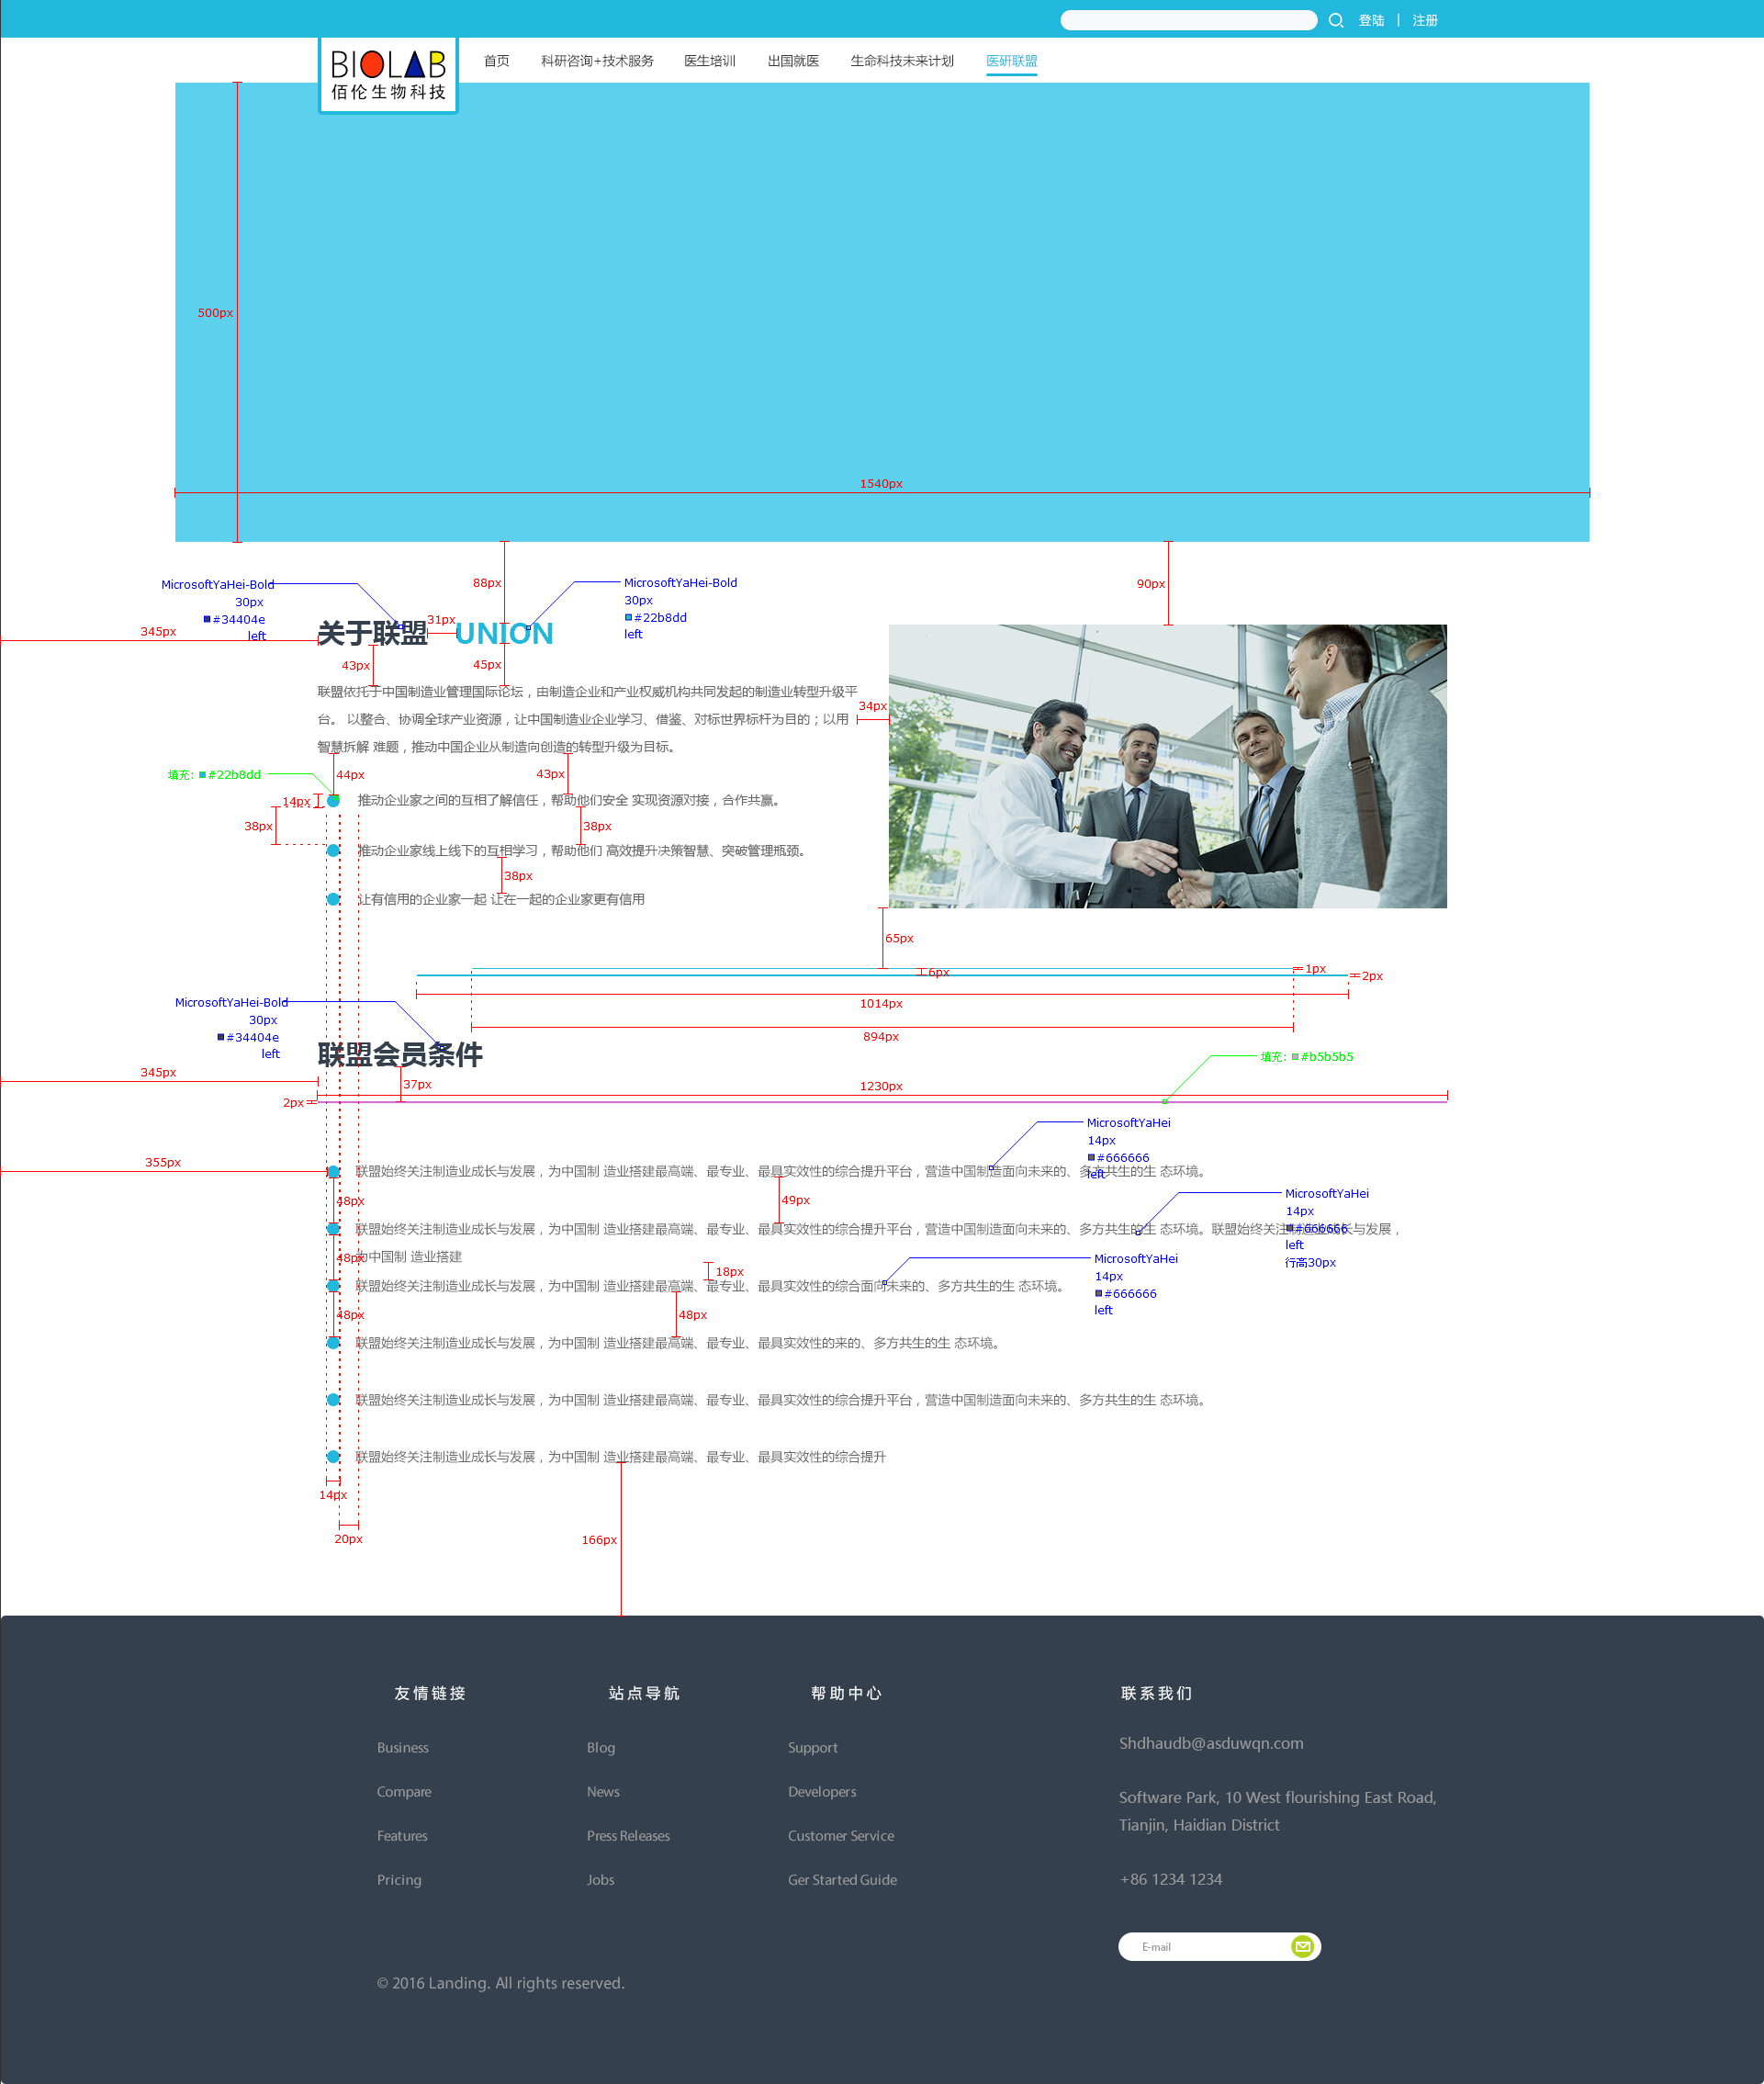 登陆 | 注册
BIOLAB
佰伦生物科技
首页 科研咨询+技术服务 医生培训 出国就医 生命科技未来计划 医研联盟
500px
1540px
MicrosoftYaHei-Bold
30px
#34404e
left
88px
MicrosoftYaHei-Bold
30px
#22b8dd
left
90px
345px
31px
关于联盟 UNION
43px
45px
联盟依托于中国制造业管理国际论坛，由制造企业和产业权威机构共同发起的制造业转型升级平
台。 以整合、协调全球产业资源，让中国制造业企业学习、借鉴、对标世界标杆为目的；以用
智慧拆解 难题，推动中国企业从制造向创造的转型升级为目标。
34px
填充: #22b8dd
44px
43px
14px
推动企业家之间的互相了解信任，帮助他们安全 实现资源对接，合作共赢。
38px
38px
推动企业家线上线下的互相学习，帮助他们 高效提升决策智慧、突破管理瓶颈。
38px
让有信用的企业家一起 让在一起的企业家更有信用
65px
6px
1px
2px
1014px
894px
MicrosoftYaHei-Bold
30px
#34404e
left
联盟会员条件
填充: #b5b5b5
345px
37px
1230px
2px
MicrosoftYaHei
14px
#666666
left
355px
联盟始终关注制造业成长与发展，为中国制 造业搭建最高端、最专业、最具实效性的综合提升平台，营造中国制造面向未来的、多方共生的生 态环境。
48px
49px
MicrosoftYaHei
14px
#666666
left
行高30px
联盟始终关注制造业成长与发展，为中国制 造业搭建最高端、最专业、最具实效性的综合提升平台，营造中国制造面向未来的、多方共生的生 态环境。联盟始终关注制造业成长与发展，
为中国制 造业搭建
48px
18px
MicrosoftYaHei
14px
#666666
left
联盟始终关注制造业成长与发展，为中国制 造业搭建最高端、最专业、最具实效性的综合面向未来的、多方共生的生 态环境。
48px
48px
联盟始终关注制造业成长与发展，为中国制 造业搭建最高端、最专业、最具实效性的来的、多方共生的生 态环境。
联盟始终关注制造业成长与发展，为中国制 造业搭建最高端、最专业、最具实效性的综合提升平台，营造中国制造面向未来的、多方共生的生 态环境。
联盟始终关注制造业成长与发展，为中国制 造业搭建最高端、最专业、最具实效性的综合提升
14px
20px
166px
友情链接
Business
Compare
Features
Pricing
站点导航
Blog
News
Press Releases
Jobs
帮助中心
Support
Developers
Customer Service
Ger Started Guide
联系我们
Shdhaudb@asduwqn.com
Software Park, 10 West flourishing East Road,
Tianjin, Haidian District
+86 1234 1234
E-mail
© 2016 Landing. All rights reserved.